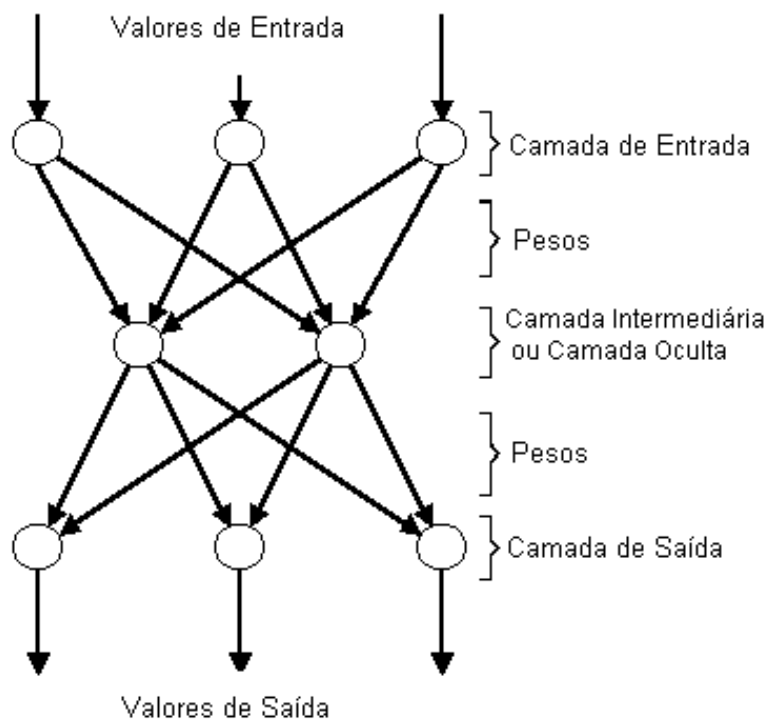 Valores de Entrada
Camada de Entrada
Pesos
Camada Intermediária
ou Camada Oculta
Pesos
Camada de Saída
Valores de Saída